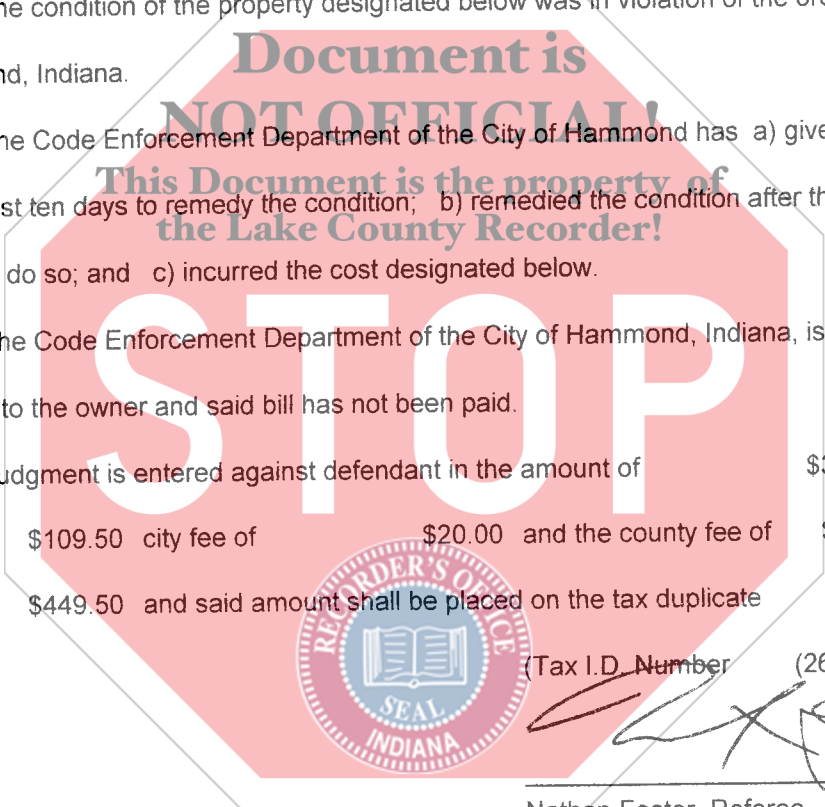 the condition of the property designated below was in violation of the
Document is
nd, Indiana.
NOT OFFICIAL!
he Code Enforcement Department of the City of Hammond has a) give
This Document is the property of
st ten days to remedy the condition; b) remedied the condition after th
the Lake County Recorder!
do so; and c) incurred the cost designated below.
STOP
he Code Enforcement Department of the City of Hammond, Indiana, is
to the owner and said bill has not been paid.
udgment is entered against defendant in the amount of $3
$109.50 city fee of $20.00 and the county fee of $
$449.50 and said amount shall be placed on the tax duplicate
RECORDER'S OFFICE
SEAL
INDIANA
(Tax I.D. Number (26
Nathan Foster, Referee